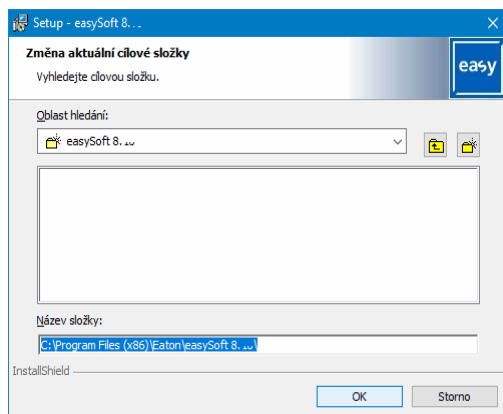 Setup - easySoft 8.
Změna aktuální cílové složky
Vyhledejte cílovou složku.
easy
Oblast hledání:
easySoft 8.
Název složky:
C:\Program Files (x86)\Eaton\easySoft 8.
InstallShield
OK
Storno